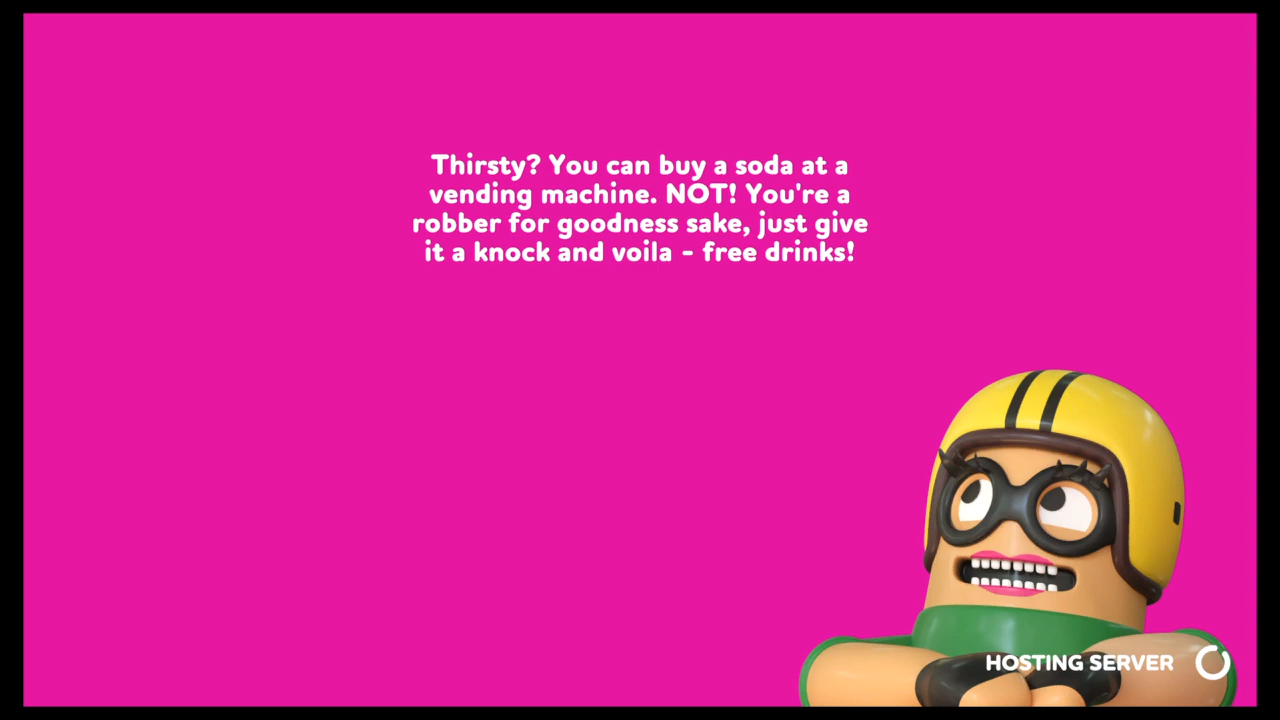 Thirsty? You can buy a soda at a
vending machine. NOT! You're a
robber for goodness sake, just give
it a knock and voila - free drinks!
HOSTING SERVER